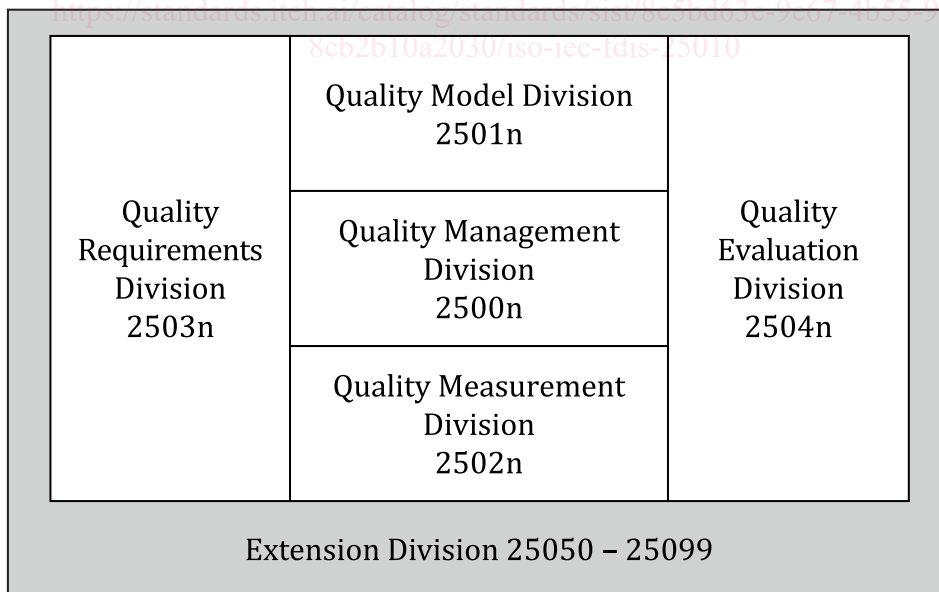 https://standards.iteh.ai/catalog/standards/sist/8c5bd63e-9c67-4b55-9
8cb2b10a2030/iso-iec-fdis-25010
Quality Model Division
2501n
Quality
Requirements
Division
2503n
Quality Management
Division
2500n
Quality
Evaluation
Division
2504n
Quality Measurement
Division
2502n
Extension Division 25050 – 25099